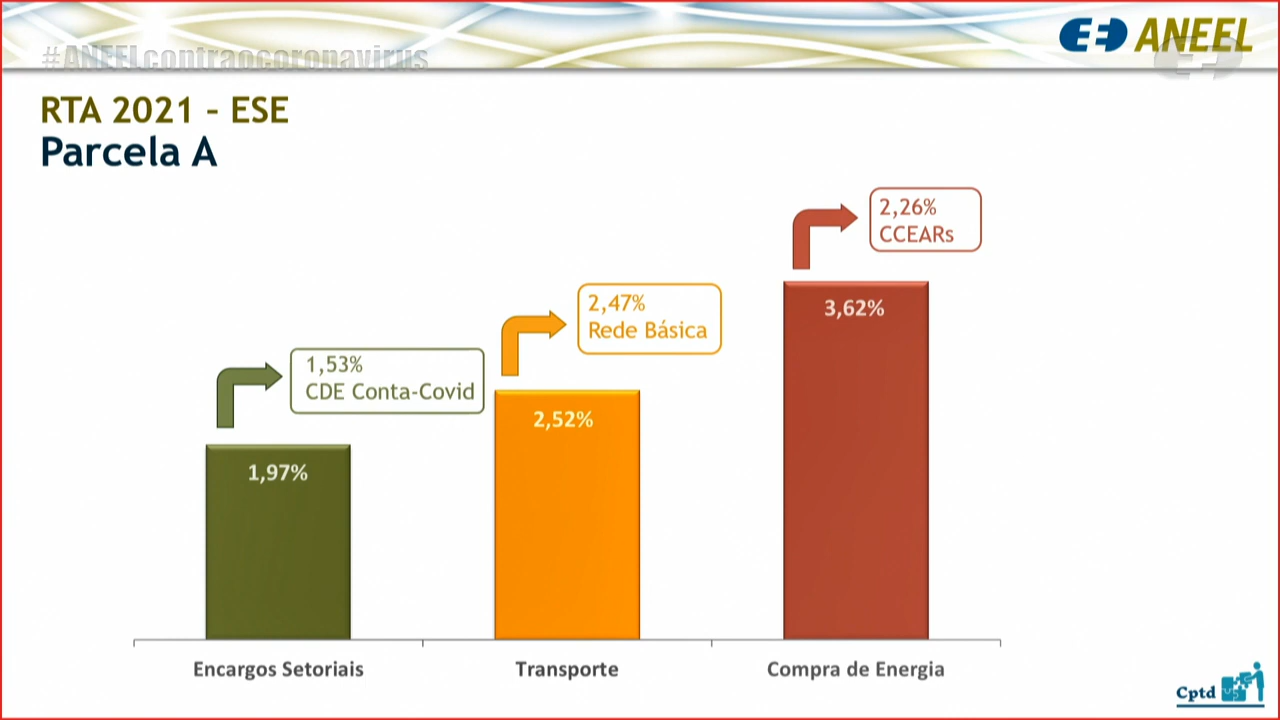 #ANEELcontraocoronavirus
ANEEL
RTA 2021 – ESE
Parcela A
2,26%
CCEARs
3,62%
2,47%
Rede Básica
2,52%
1,53%
CDE Conta-Covid
1,97%
Encargos Setoriais
Transporte
Compra de Energia
Cptd